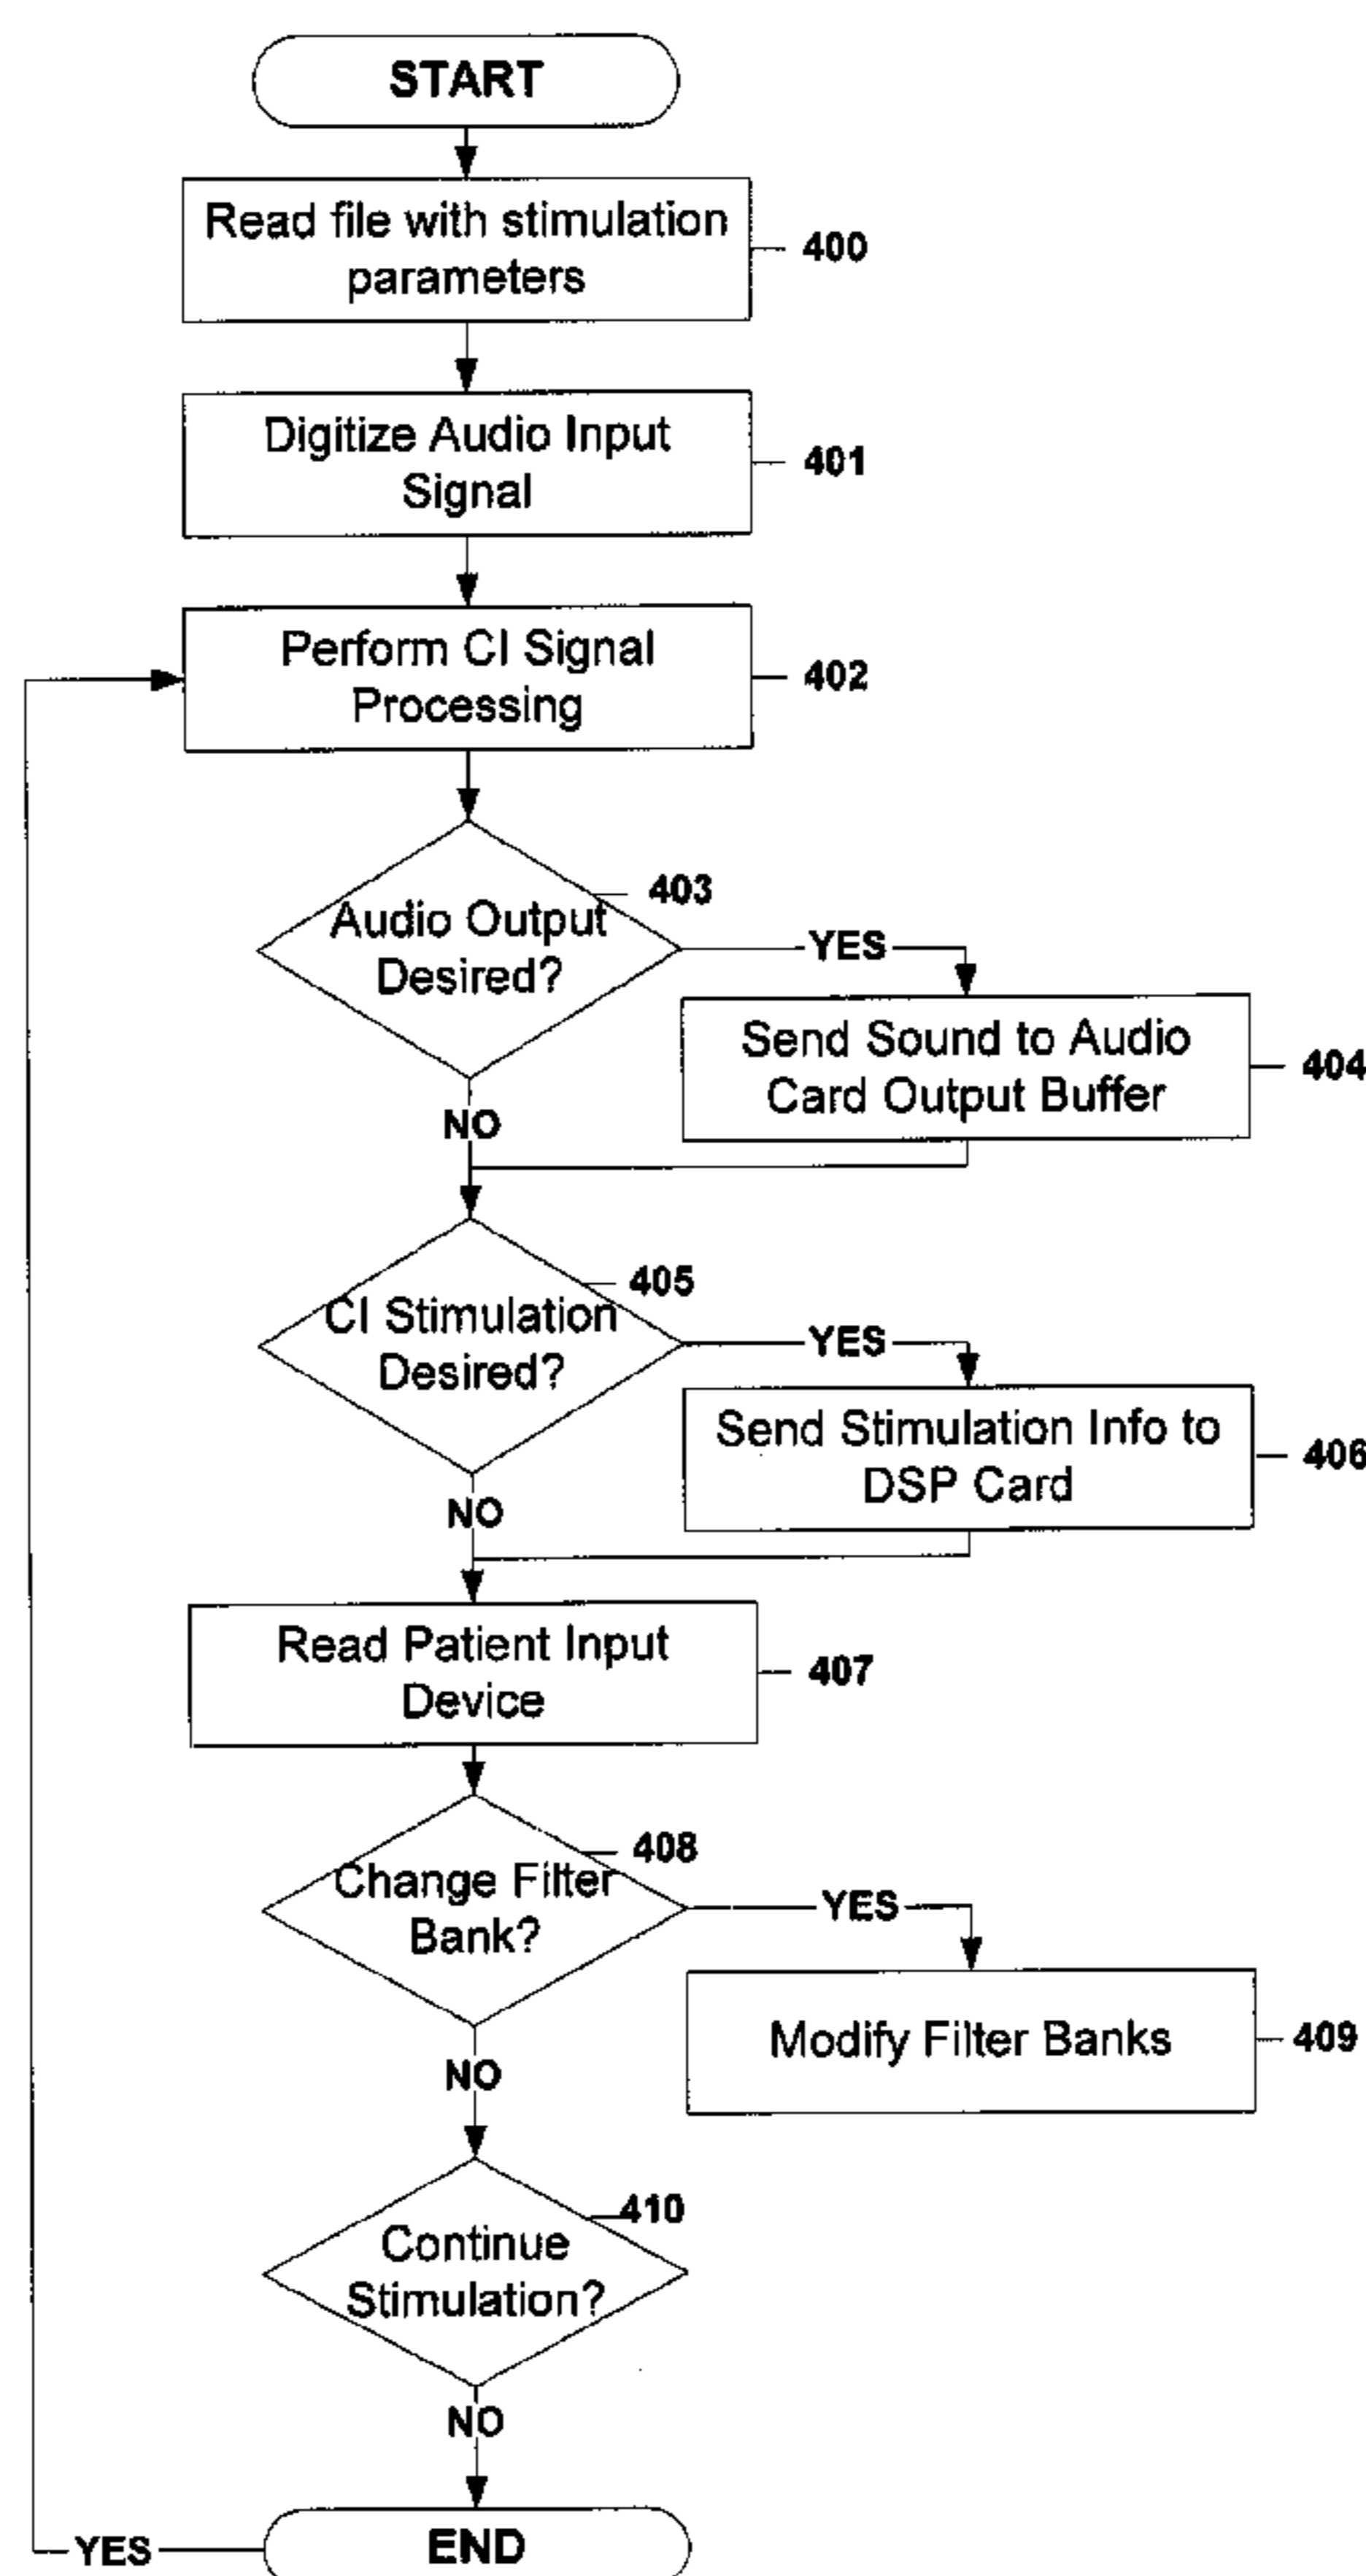 START
Read file with stimulation
parameters
400
Digitize Audio Input
Signal
401
Perform CI Signal
Processing
402
403
Audio Output
Desired?
YES
Send Sound to Audio
Card Output Buffer
404
NO
405
CI Stimulation
Desired?
YES
Send Stimulation Info to
DSP Card
406
NO
Read Patient Input
Device
407
408
Change Filter
Bank?
YES
Modify Filter Banks
409
NO
410
Continue
Stimulation?
NO
YES
END